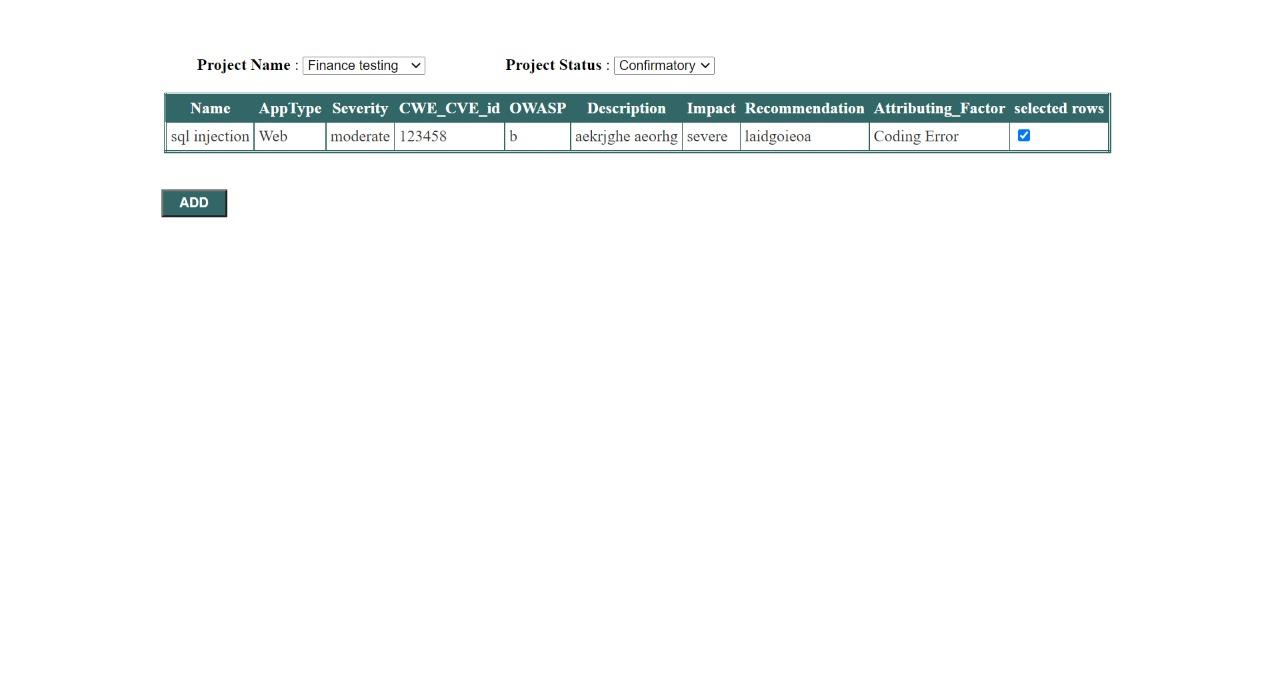 Project Name : Finance testing Project Status : Confirmatory
Name AppType Severity CWE_CVE_id OWASP Description Impact Recommendation Attributing_Factor selected rows
sql injection Web moderate 123458 b aekrjghe aeorhg severe laidgoieoa Coding Error
ADD